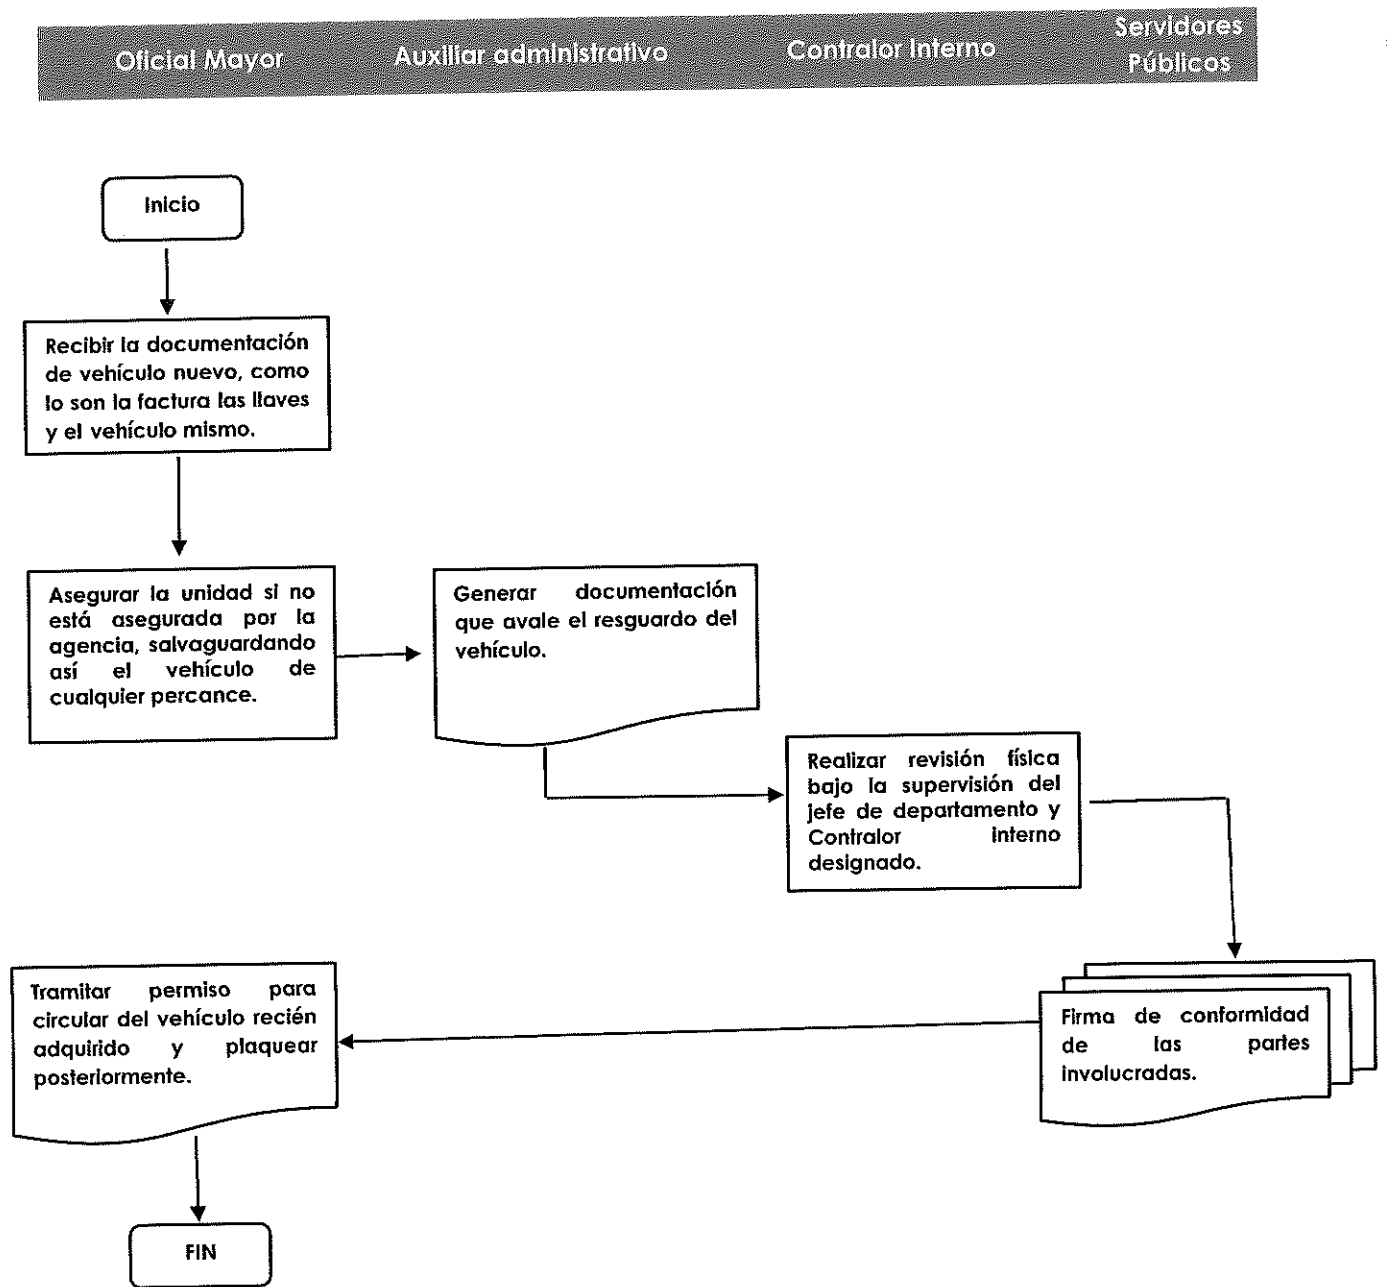 Oficial Mayor
Auxiliar administrativo
Contralor Interno
Servidores
Públicos
Inicio
Recibir la documentación
de vehículo nuevo, como
lo son la factura las llaves
y el vehículo mismo.
Asegurar la unidad si no
está asegurada por la
agencia, salvaguardando
así el vehículo de
cualquier percance.
Generar documentación
que avale el resguardo del
vehículo.
Realizar revisión física
bajo la supervisión del
jefe de departamento y
Contralor interno
designado.
Firma de conformidad
de las partes
involucradas.
Tramitar permiso para
circular del vehículo recién
adquirido y plaquear
posteriormente.
FIN